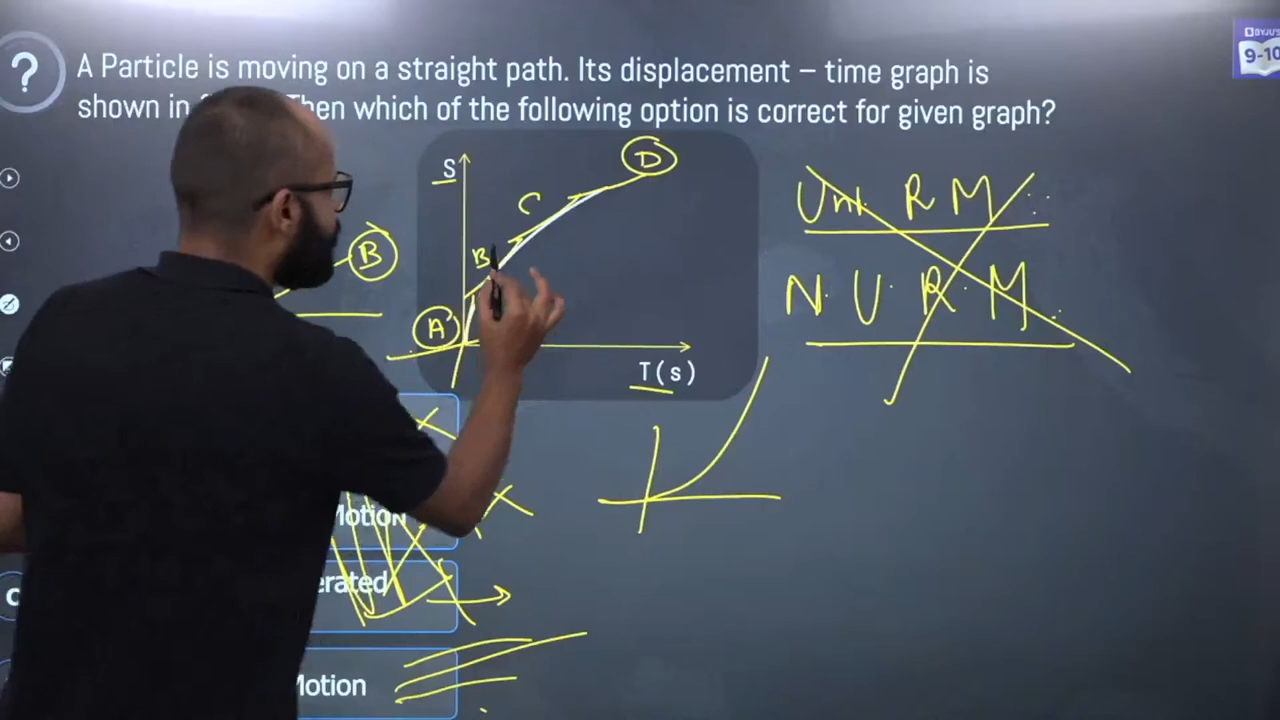 ?
A Particle is moving on a straight path. Its displacement – time graph is
shown in Then which of the following option is correct for given graph?
BYJU'S
9-10
S
D
C
B
B
A
T(s)
Uni R M
N. U. R. M.
Motion
erated
C
Motion